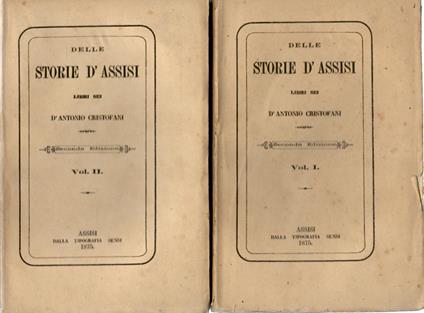 DELLE
STORIE D'ASSISI
LIBRI SEI
D'ANTONIO CRISTOFANI
Seconda Edizione
Vol. II.
ASSISI
DALLA TIPOGRAFIA SENSI
1875.
DELLE
STORIE D'ASSISI
LIBRI SEI
D'ANTONIO CRISTOFANI
Seconda Edizione
Vol. I.
ASSISI
DALLA TIPOGRAFIA SENSI
1875.